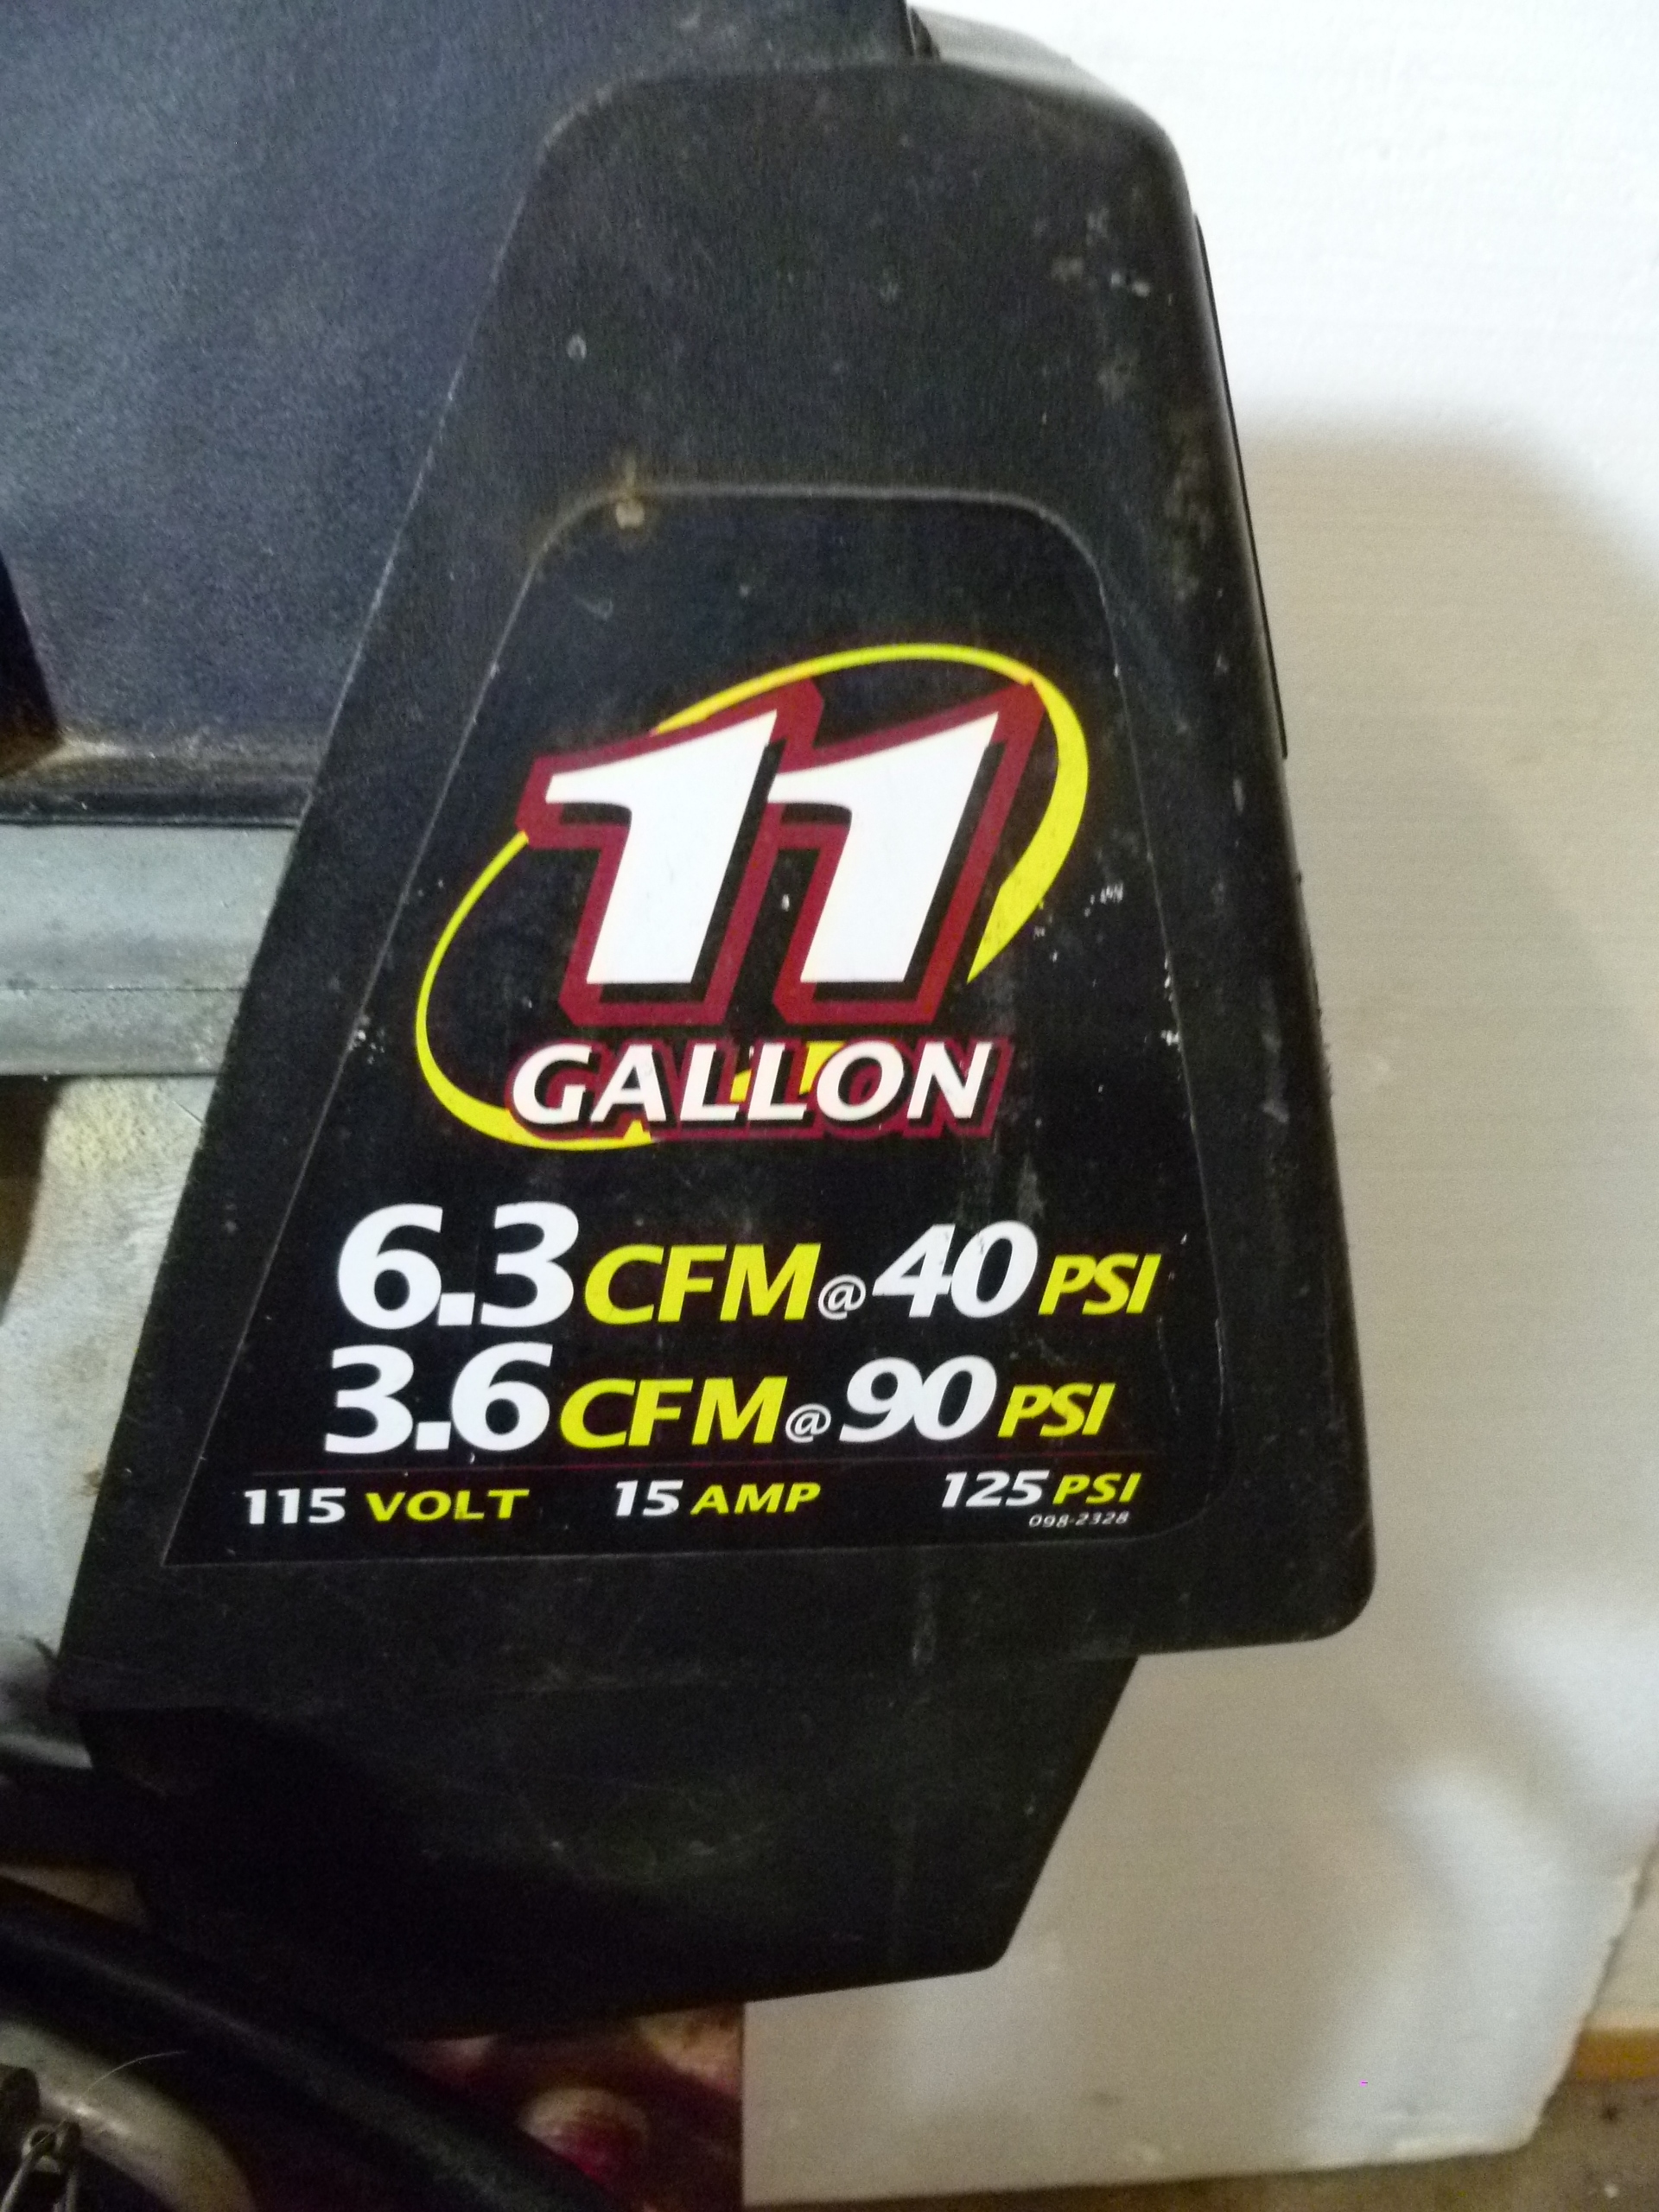 11
GALLON
6.3 CFM @ 40 PSI
3.6 CFM @ 90 PSI
115 VOLT 15 AMP 125 PSI
098-2328